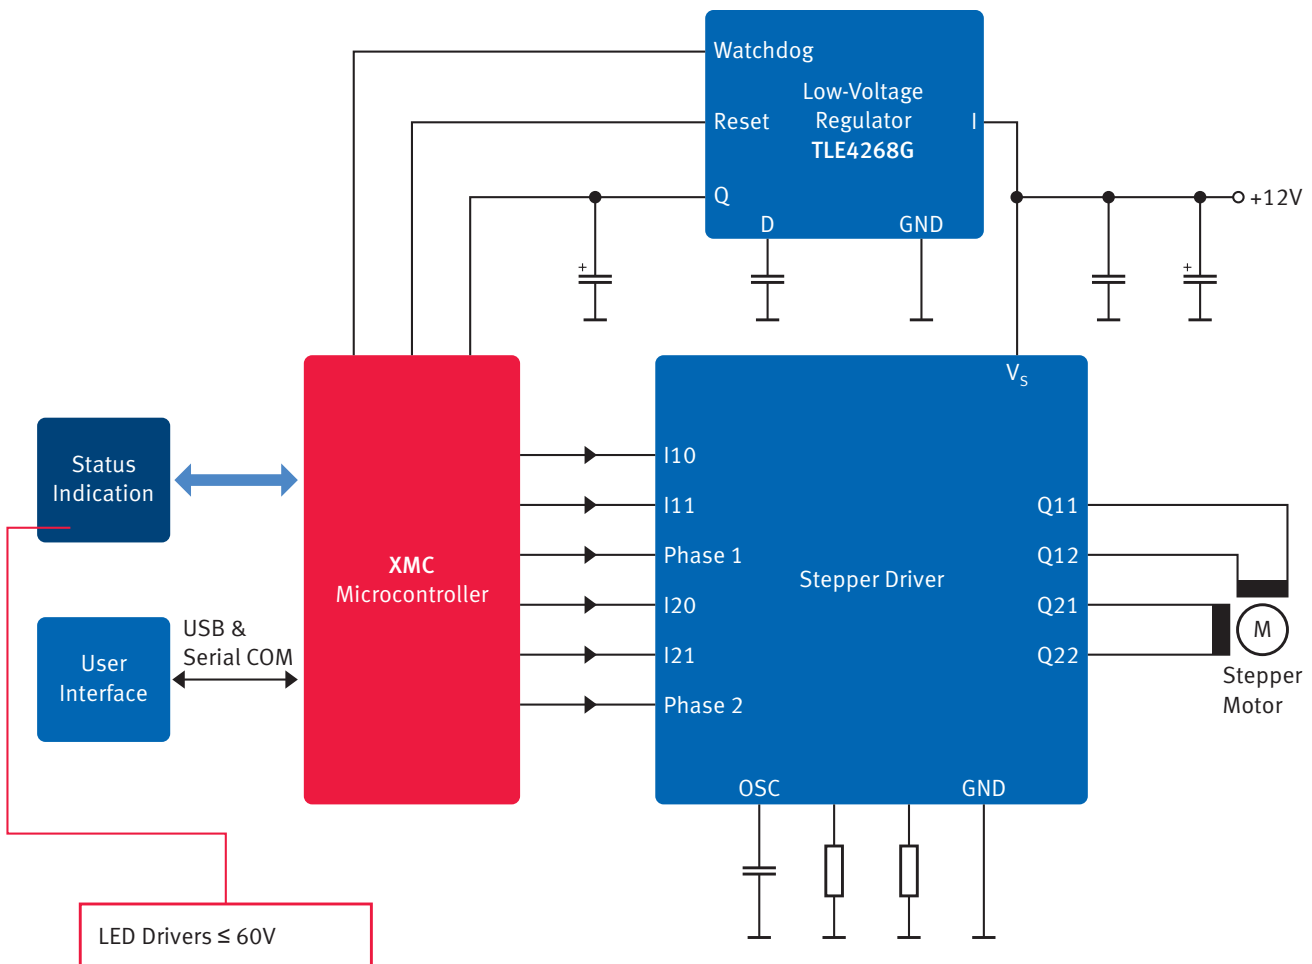 Watchdog
Low-Voltage
Regulator
TLE4268G
Reset
I
Q
D
GND
+12V
+
+
V_S
Status
Indication
XMC
Microcontroller
User
Interface
USB &
Serial COM
I10
I11
Phase 1
I20
I21
Phase 2
Stepper Driver
Q11
Q12
Q21
Q22
M
Stepper
Motor
OSC
GND
LED Drivers ≤ 60V